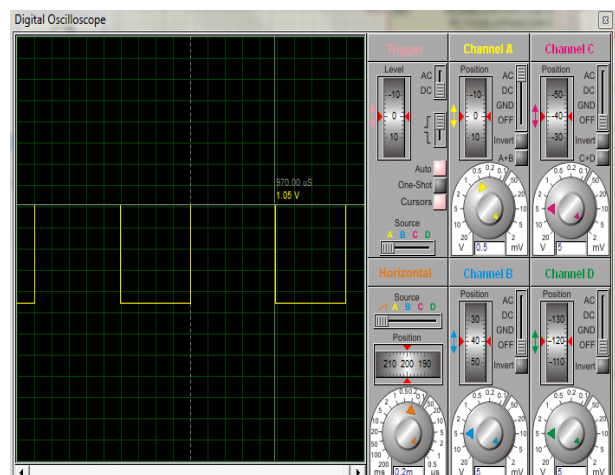 Digital Oscilloscope
Trigger
Level
AC
DC
-10
0
10
Auto
One-Shot
Cursors
Source
A B C D
Channel A
Position
AC
DC
GND
OFF
-10
0
10
Invert
A+B
0.5
V
mV
Channel C
Position
AC
DC
GND
OFF
-50
-40
-30
Invert
C+D
5
V
mV
970.00 uS
1.05 V
Horizontal
Source
A B C D
Position
210 200 190
ms
0.2m
us
Channel B
Position
AC
DC
GND
OFF
30
40
50
Invert
5
V
mV
Channel D
Position
AC
DC
GND
OFF
-130
-120
-110
Invert
5
V
mV